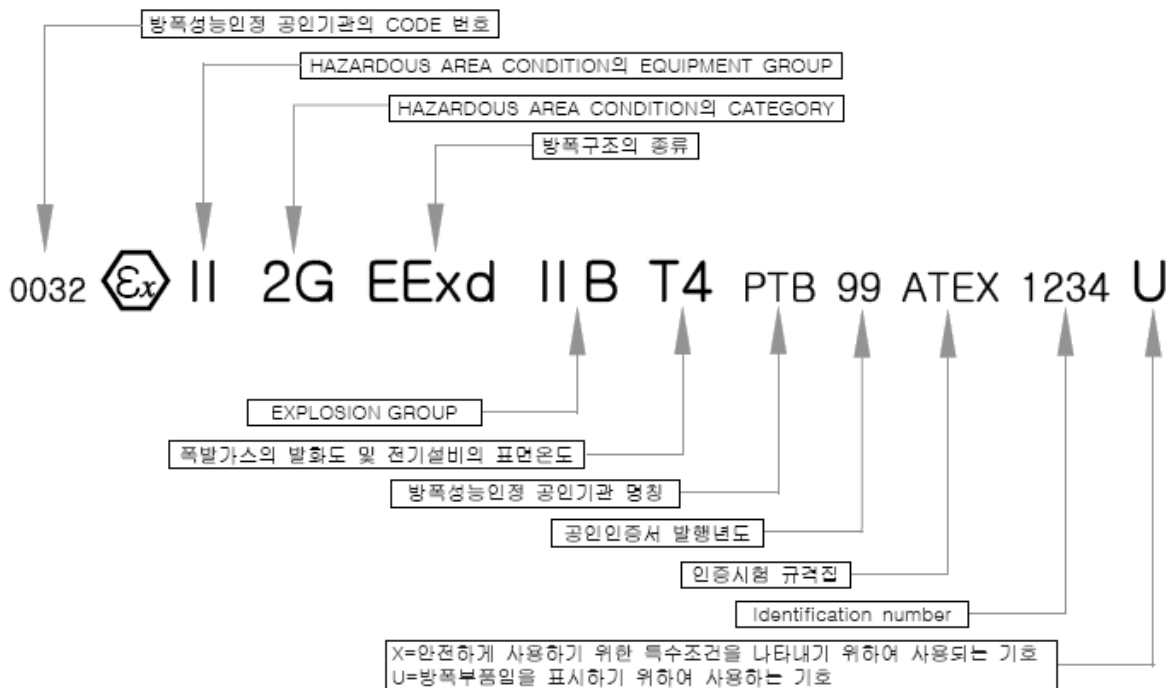 방폭성능인정 공인기관의 CODE 번호
HAZARDOUS AREA CONDITION의 EQUIPMENT GROUP
HAZARDOUS AREA CONDITION의 CATEGORY
방폭구조의 종류
0032 Ex II 2G EExd IIB T4 PTB 99 ATEX 1234 U
EXPLOSION GROUP
폭발가스의 발화도 및 전기설비의 표면온도
방폭성능인정 공인기관 명칭
공인인증서 발행년도
인증시험 규격집
Identification number
X=안전하게 사용하기 위한 특수조건을 나타내기 위하여 사용되는 기호
U=방폭부품임을 표시하기 위하여 사용하는 기호